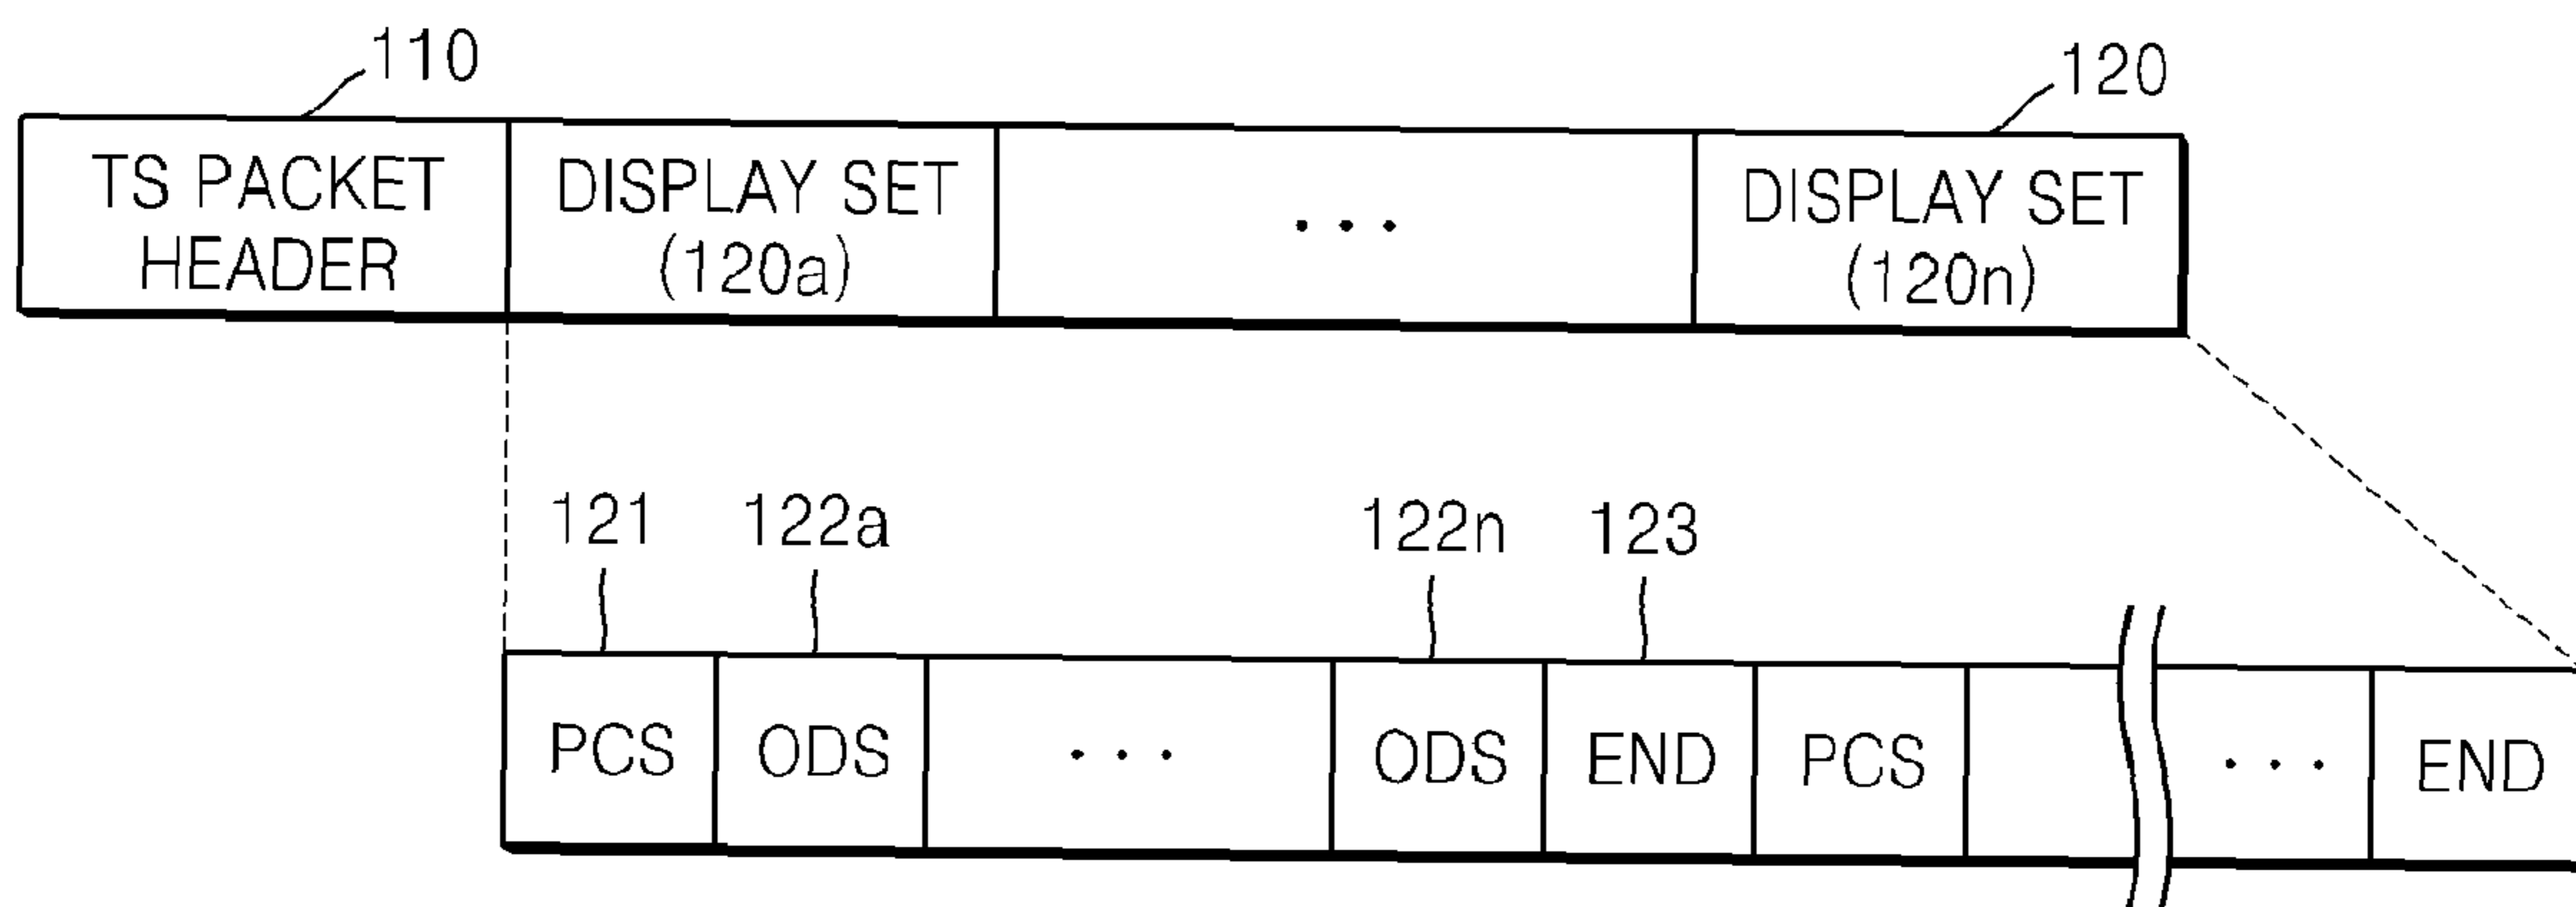 110
120
TS PACKET
HEADER
DISPLAY SET
(120a)
...
DISPLAY SET
(120n)
121
122a
122n
123
PCS
ODS
...
ODS
END
PCS
...
END